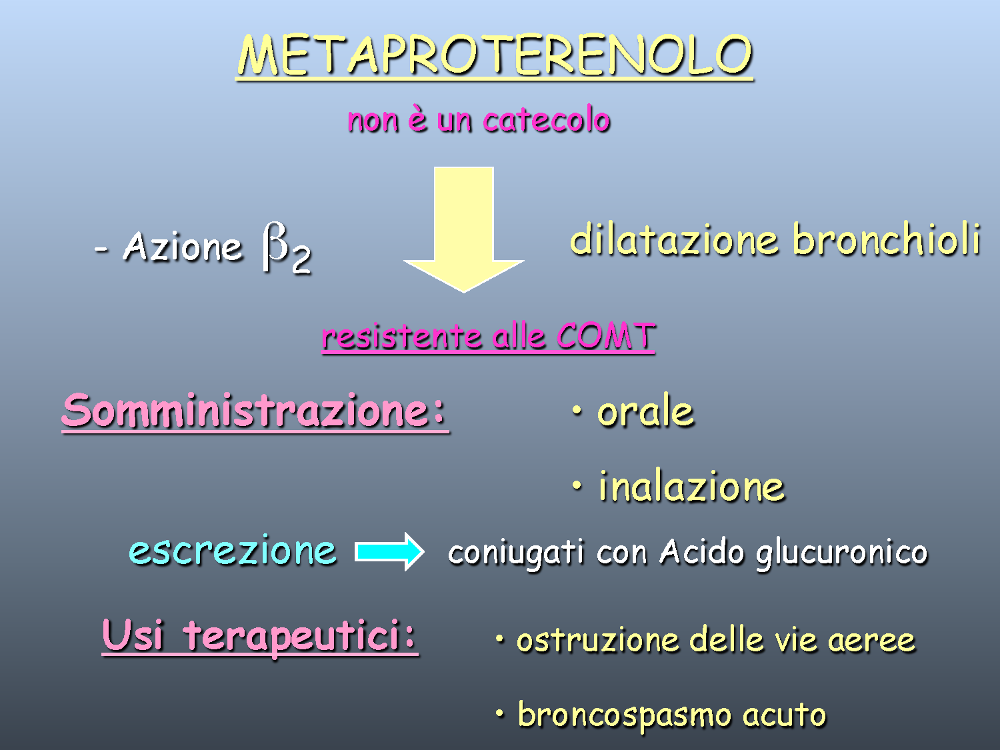 METAPROTERENOLO
non è un catecolo
- Azione β2
dilatazione bronchioli
resistente alle COMT
Somministrazione:
• orale
• inalazione
escrezione
coniugati con Acido glucuronico
Usi terapeutici:
• ostruzione delle vie aeree
• broncospasmo acuto